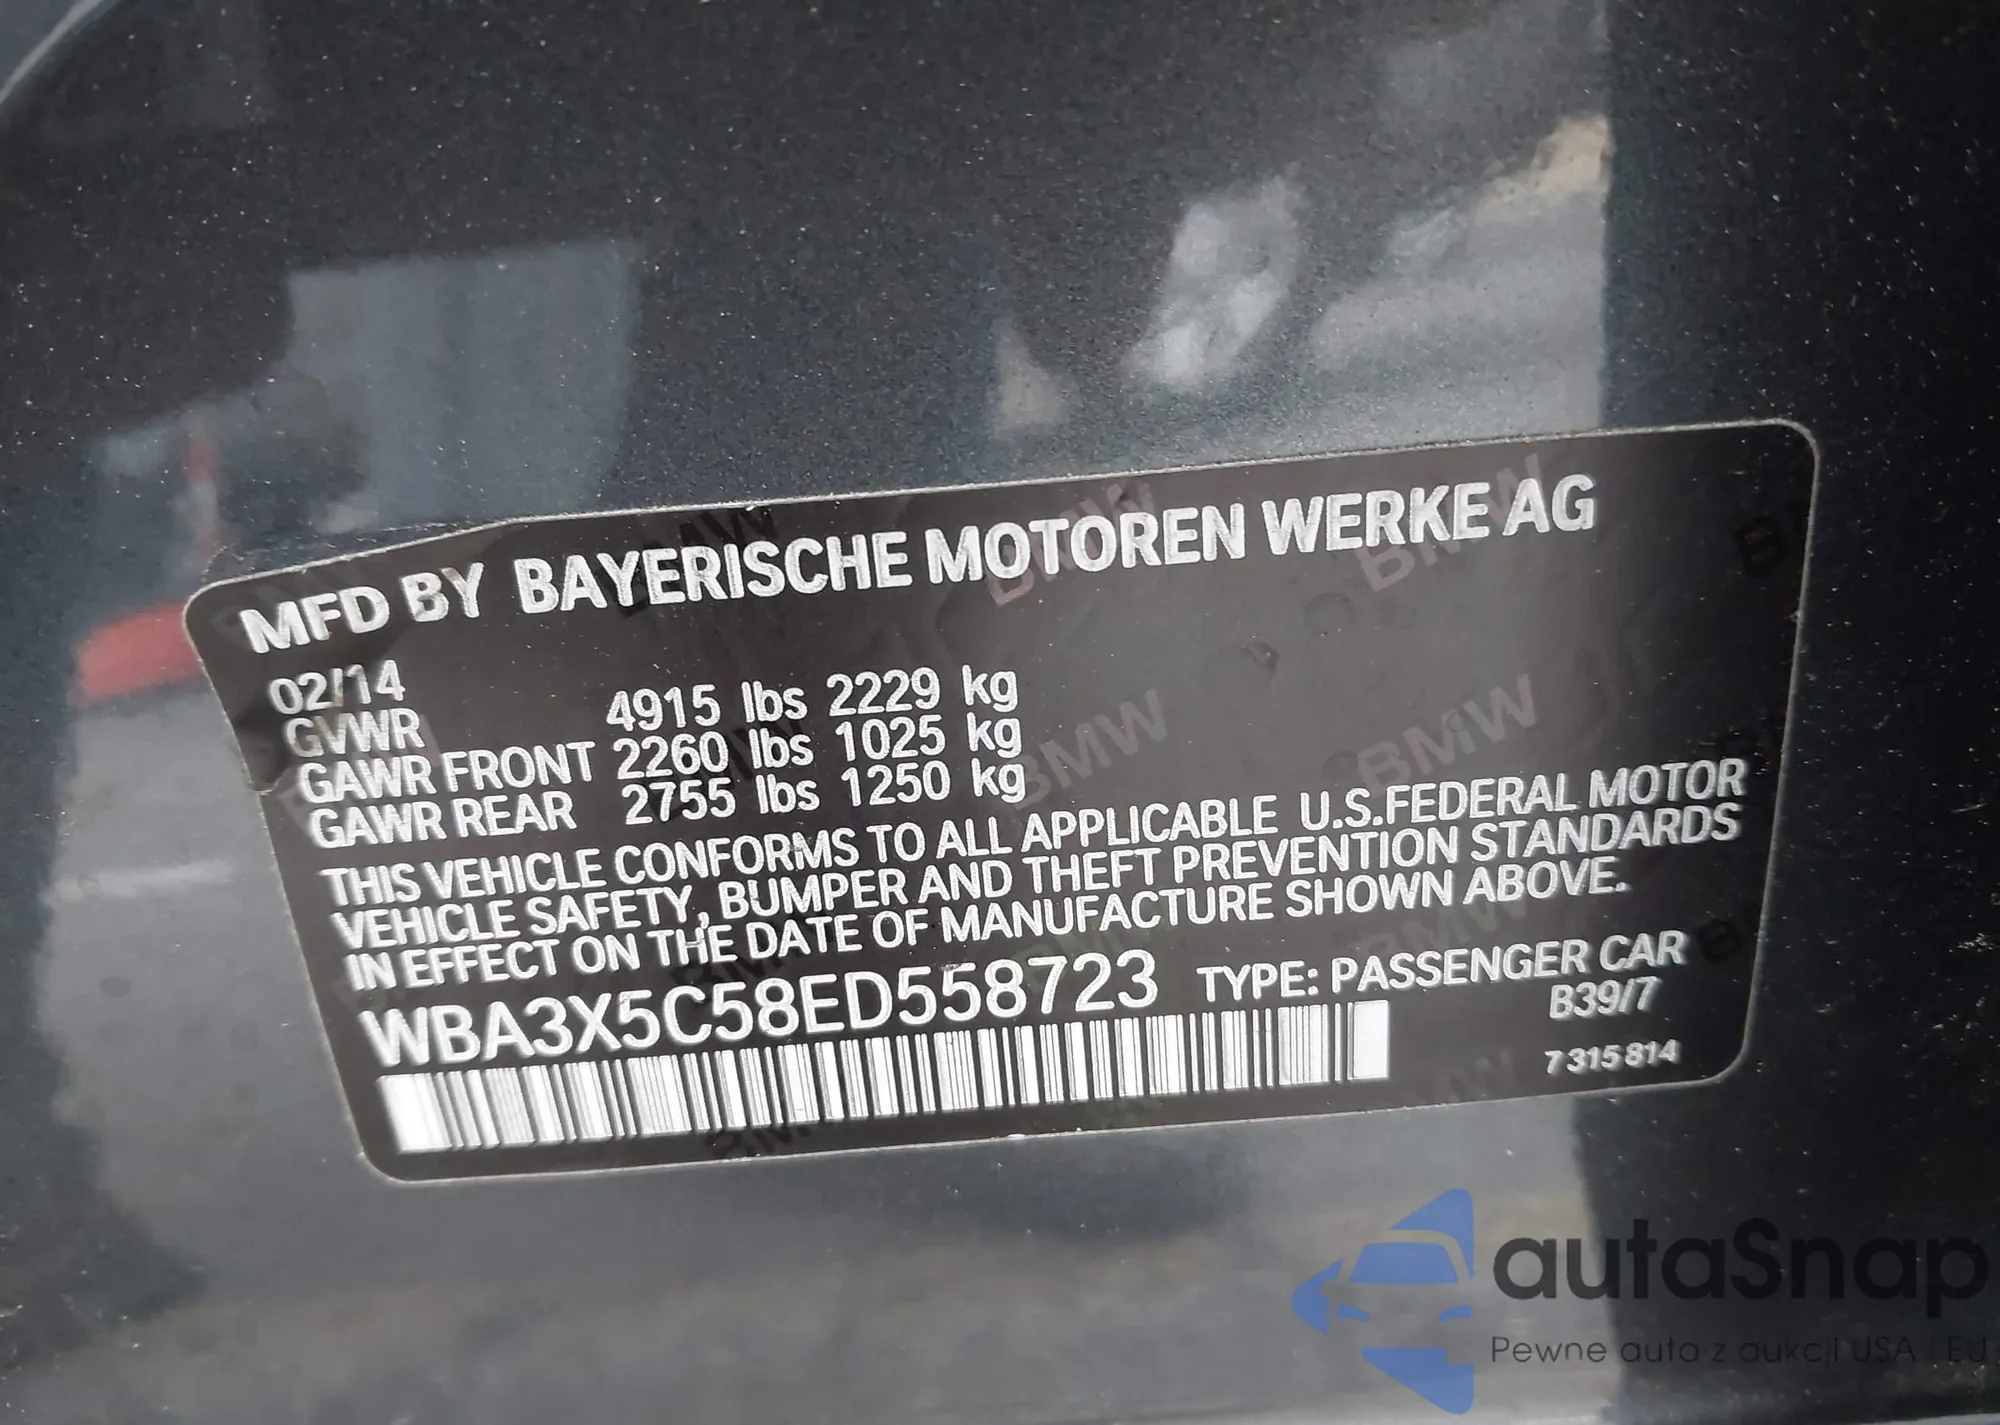 MFD BY BAYERISCHE MOTOREN WERKE AG
02/14
GVWR 4915 lbs 2229 kg
GAWR FRONT 2260 lbs 1025 kg
GAWR REAR 2755 lbs 1250 kg
THIS VEHICLE CONFORMS TO ALL APPLICABLE U.S.FEDERAL MOTOR
VEHICLE SAFETY, BUMPER AND THEFT PREVENTION STANDARDS
IN EFFECT ON THE DATE OF MANUFACTURE SHOWN ABOVE.
WBA3X5C58ED558723 TYPE: PASSENGER CAR
B39/7
7 315 814
autaSnap
Pewne auta z aukcji USA i EU